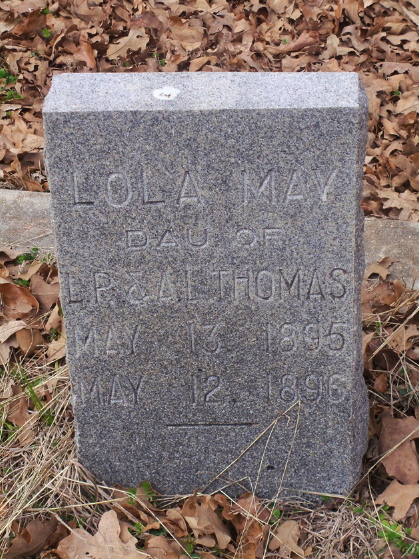 LOLA MAY
DAU OF
L.P. & A.L. THOMAS
MAY 13, 1895
MAY 12, 1896